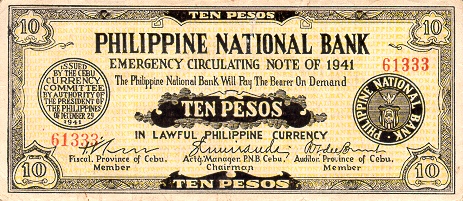 TEN PESOS
10
10
PHILIPPINE NATIONAL BANK
EMERGENCY CIRCULATING NOTE OF 1941
61333
ISSUED
BY THE CEBU
CURRENCY
COMMITTEE
BY AUTHORITY OF
THE PRESIDENT OF
THE PHILIPPINES
OF DECEMBER 29
1941
The Philippine National Bank Will Pay The Bearer On Demand
TEN PESOS
PHILIPPINE NATIONAL BANK
IN LAWFUL PHILIPPINE CURRENCY
61333
Fiscal, Province of Cebu.
Member
Act'g. Manager. P.N.B. Cebu
Chairman
Auditor. Province of Cebu.
Member
10
10
TEN PESOS